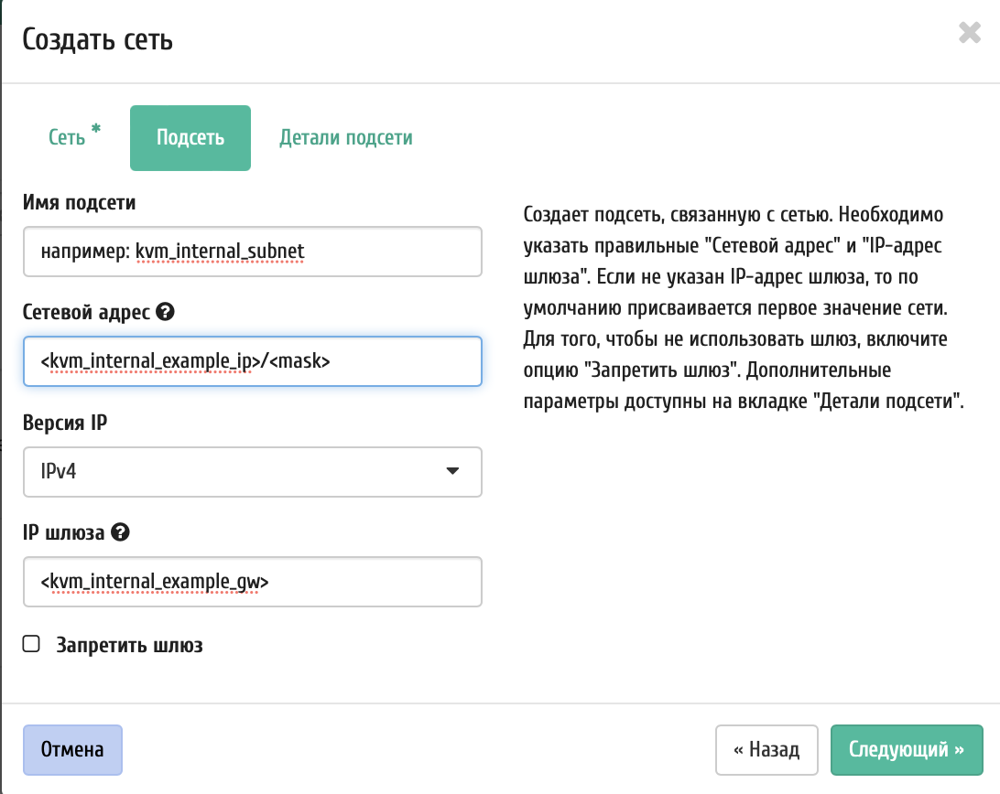 Создать сеть
Сеть *
Подсеть
Детали подсети
Имя подсети
например: kvm_internal_subnet
Сетевой адрес
<kvm_internal_example_ip>/<mask>
Версия IP
IPv4
IP шлюза
<kvm_internal_example_gw>
Запретить шлюз
Создает подсеть, связанную с сетью. Необходимо
указать правильные "Сетевой адрес" и "IP-адрес
шлюза". Если не указан IP-адрес шлюза, то по
умолчанию присваивается первое значение сети.
Для того, чтобы не использовать шлюз, включите
опцию "Запретить шлюз". Дополнительные
параметры доступны на вкладке "Детали подсети".
Отмена
« Назад
Следующий »